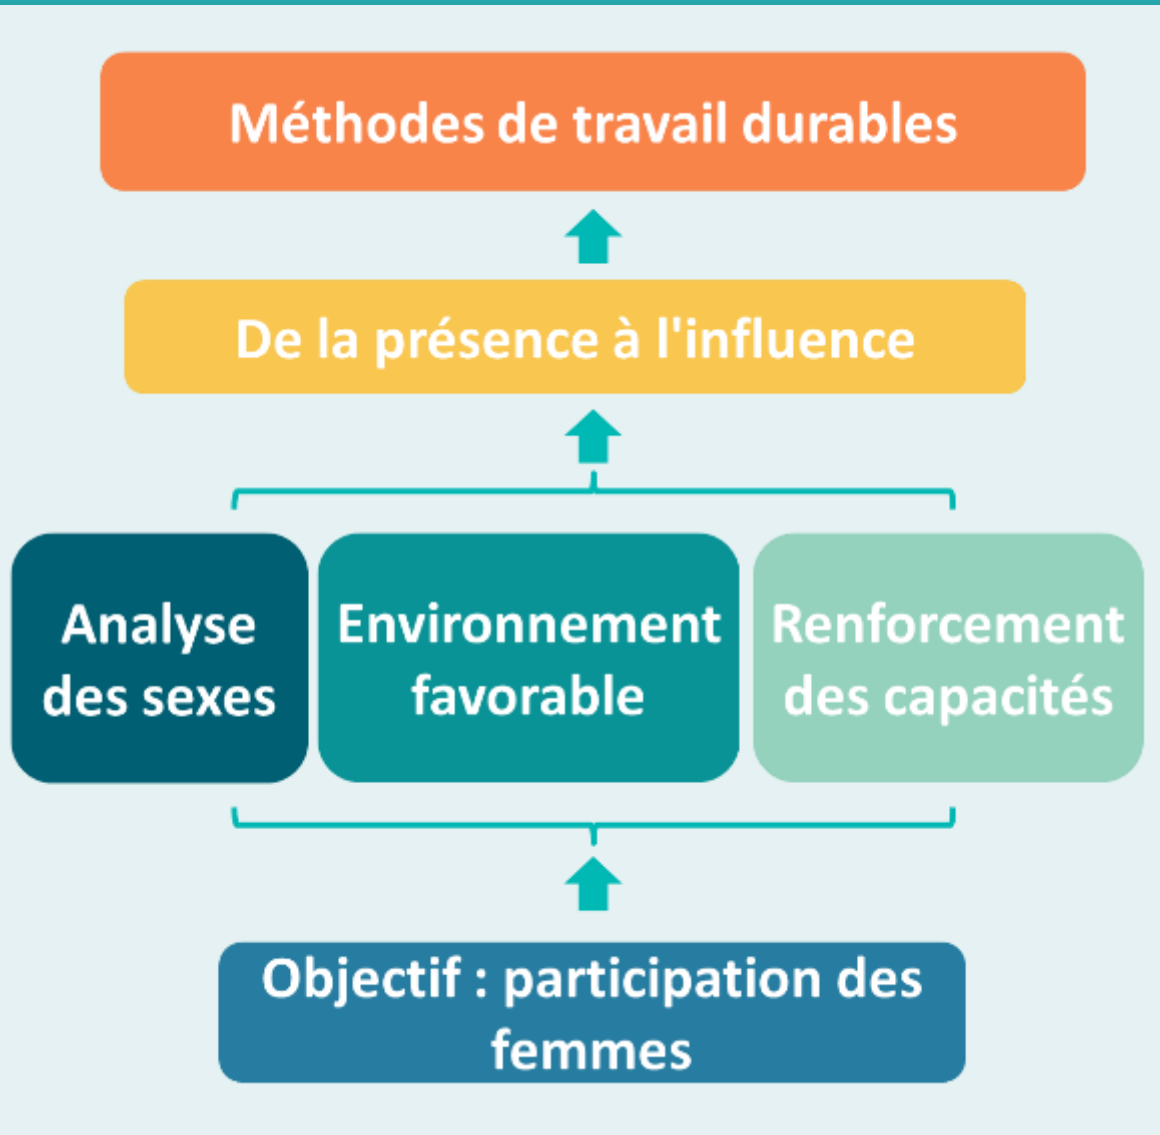 Méthodes de travail durables
De la présence à l'influence
Analyse
des sexes
Environnement
favorable
Renforcement
des capacités
Objectif : participation des
femmes